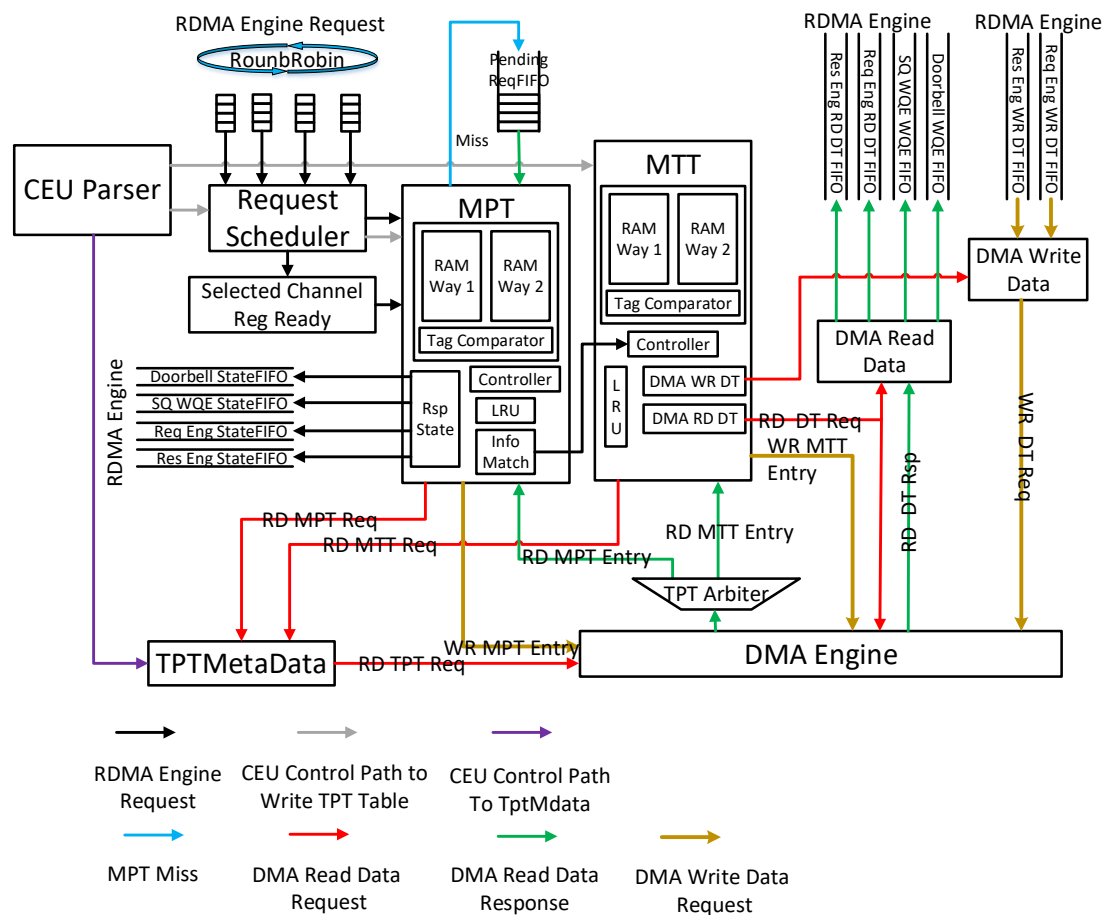 RDMA Engine Request
RounbRobin
Pending
ReqFIFO
Miss
RDMA Engine
RDMA Engine
Res Eng RD DT FIFO
Req Eng RD DT FIFO
SQ WQE WQE FIFO
Doorbell WQE FIFO
Res Eng WR DT FIFO
Req Eng WR DT FIFO
CEU Parser
Request
Scheduler
Selected Channel
Reg Ready
MPT
RAM
Way 1
RAM
Way 2
Tag Comparator
Controller
LRU
Info
Match
Rsp
State
MTT
RAM
Way 1
RAM
Way 2
Tag Comparator
Controller
LRU
DMA WR DT
DMA RD DT
DMA Write
Data
DMA Read
Data
RDMA Engine
Doorbell StateFIFO
SQ WQE StateFIFO
Req Eng StateFIFO
Res Eng StateFIFO
RD DT Req
WR MTT
Entry
RD DT Rsp
WR DT Req
RD MPT Req
RD MTT Req
RD MPT Entry
RD MTT Entry
TPT Arbiter
WR MPT Entry
TPTMetaData
RD TPT Req
DMA Engine
RDMA Engine
Request
CEU Control Path to
Write TPT Table
CEU Control Path
To TptMdata
MPT Miss
DMA Read Data
Request
DMA Read Data
Response
DMA Write Data
Request